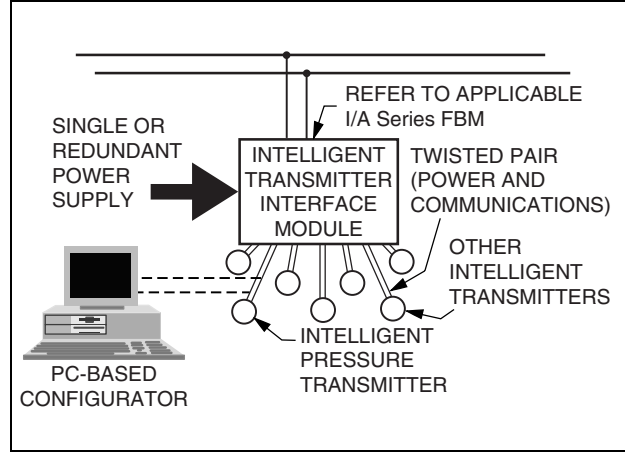 REFER TO APPLICABLE
I/A Series FBM
SINGLE OR
REDUNDANT
POWER
SUPPLY
INTELLIGENT
TRANSMITTER
INTERFACE
MODULE
TWISTED PAIR
(POWER AND
COMMUNICATIONS)
OTHER
INTELLIGENT
TRANSMITTERS
INTELLIGENT
PRESSURE
TRANSMITTER
PC-BASED
CONFIGURATOR